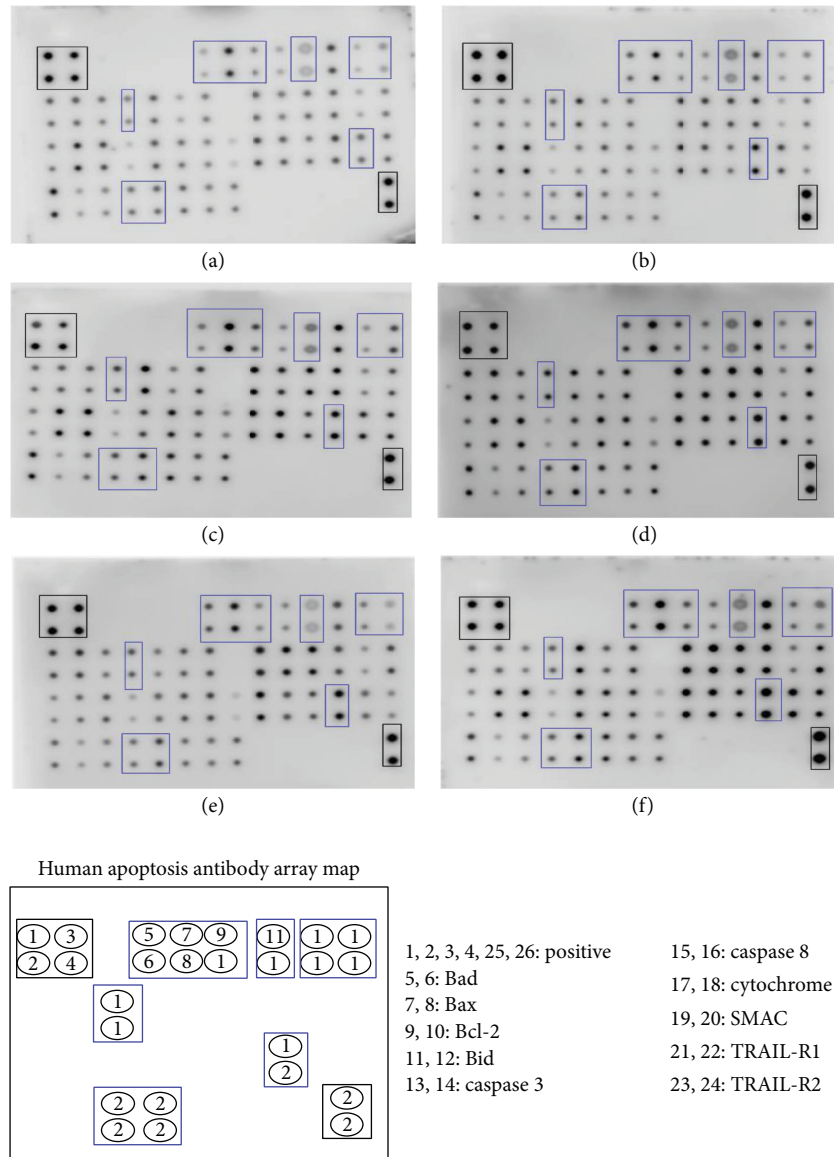 (a) (b)
(c) (d)
(e) (f)
Human apoptosis antibody array map
1 3 5 7 9 11 1 1
2 4 6 8 1 1 1 1
1
1
1
2
2 2 2
2 2 2
1, 2, 3, 4, 25, 26: positive
5, 6: Bad
7, 8: Bax
9, 10: Bcl-2
11, 12: Bid
13, 14: caspase 3
15, 16: caspase 8
17, 18: cytochrome
19, 20: SMAC
21, 22: TRAIL-R1
23, 24: TRAIL-R2